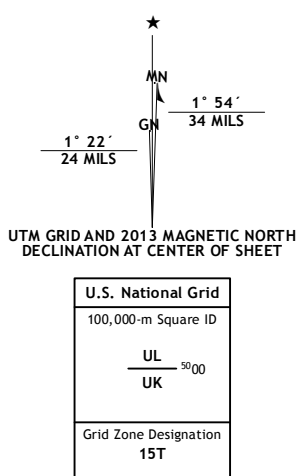 ★
MN
1° 54´
34 MILS
GN
1° 22´
24 MILS
UTM GRID AND 2013 MAGNETIC NORTH
DECLINATION AT CENTER OF SHEET
U.S. National Grid
100,000-m Square ID
UL
5000
UK
Grid Zone Designation
15T